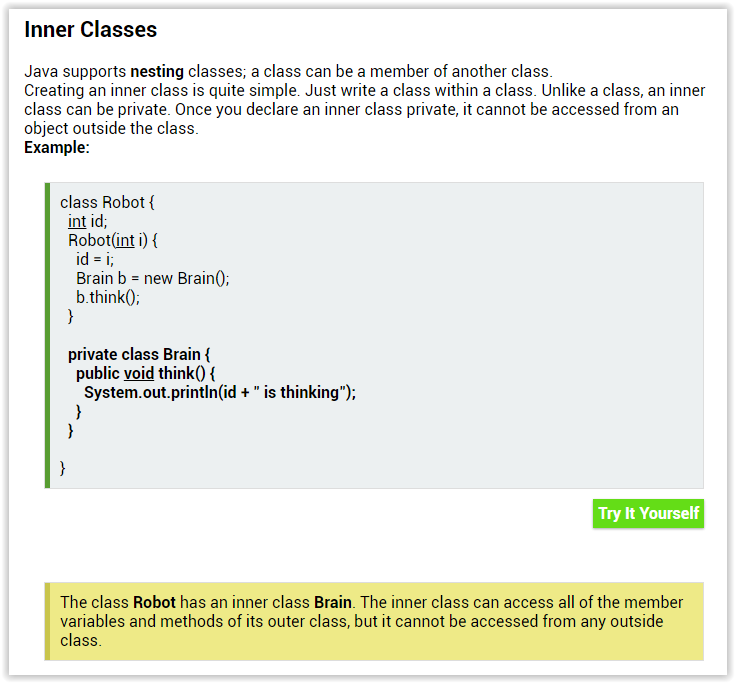 Inner Classes
Java supports nesting classes; a class can be a member of another class.
Creating an inner class is quite simple. Just write a class within a class. Unlike a class, an inner
class can be private. Once you declare an inner class private, it cannot be accessed from an
object outside the class.
Example:
class Robot {
int id;
Robot(int i) {
id = i;
Brain b = new Brain();
b.think();
}
private class Brain {
public void think() {
System.out.println(id + " is thinking");
}
}
}
Try It Yourself
The class Robot has an inner class Brain. The inner class can access all of the member
variables and methods of its outer class, but it cannot be accessed from any outside
class.